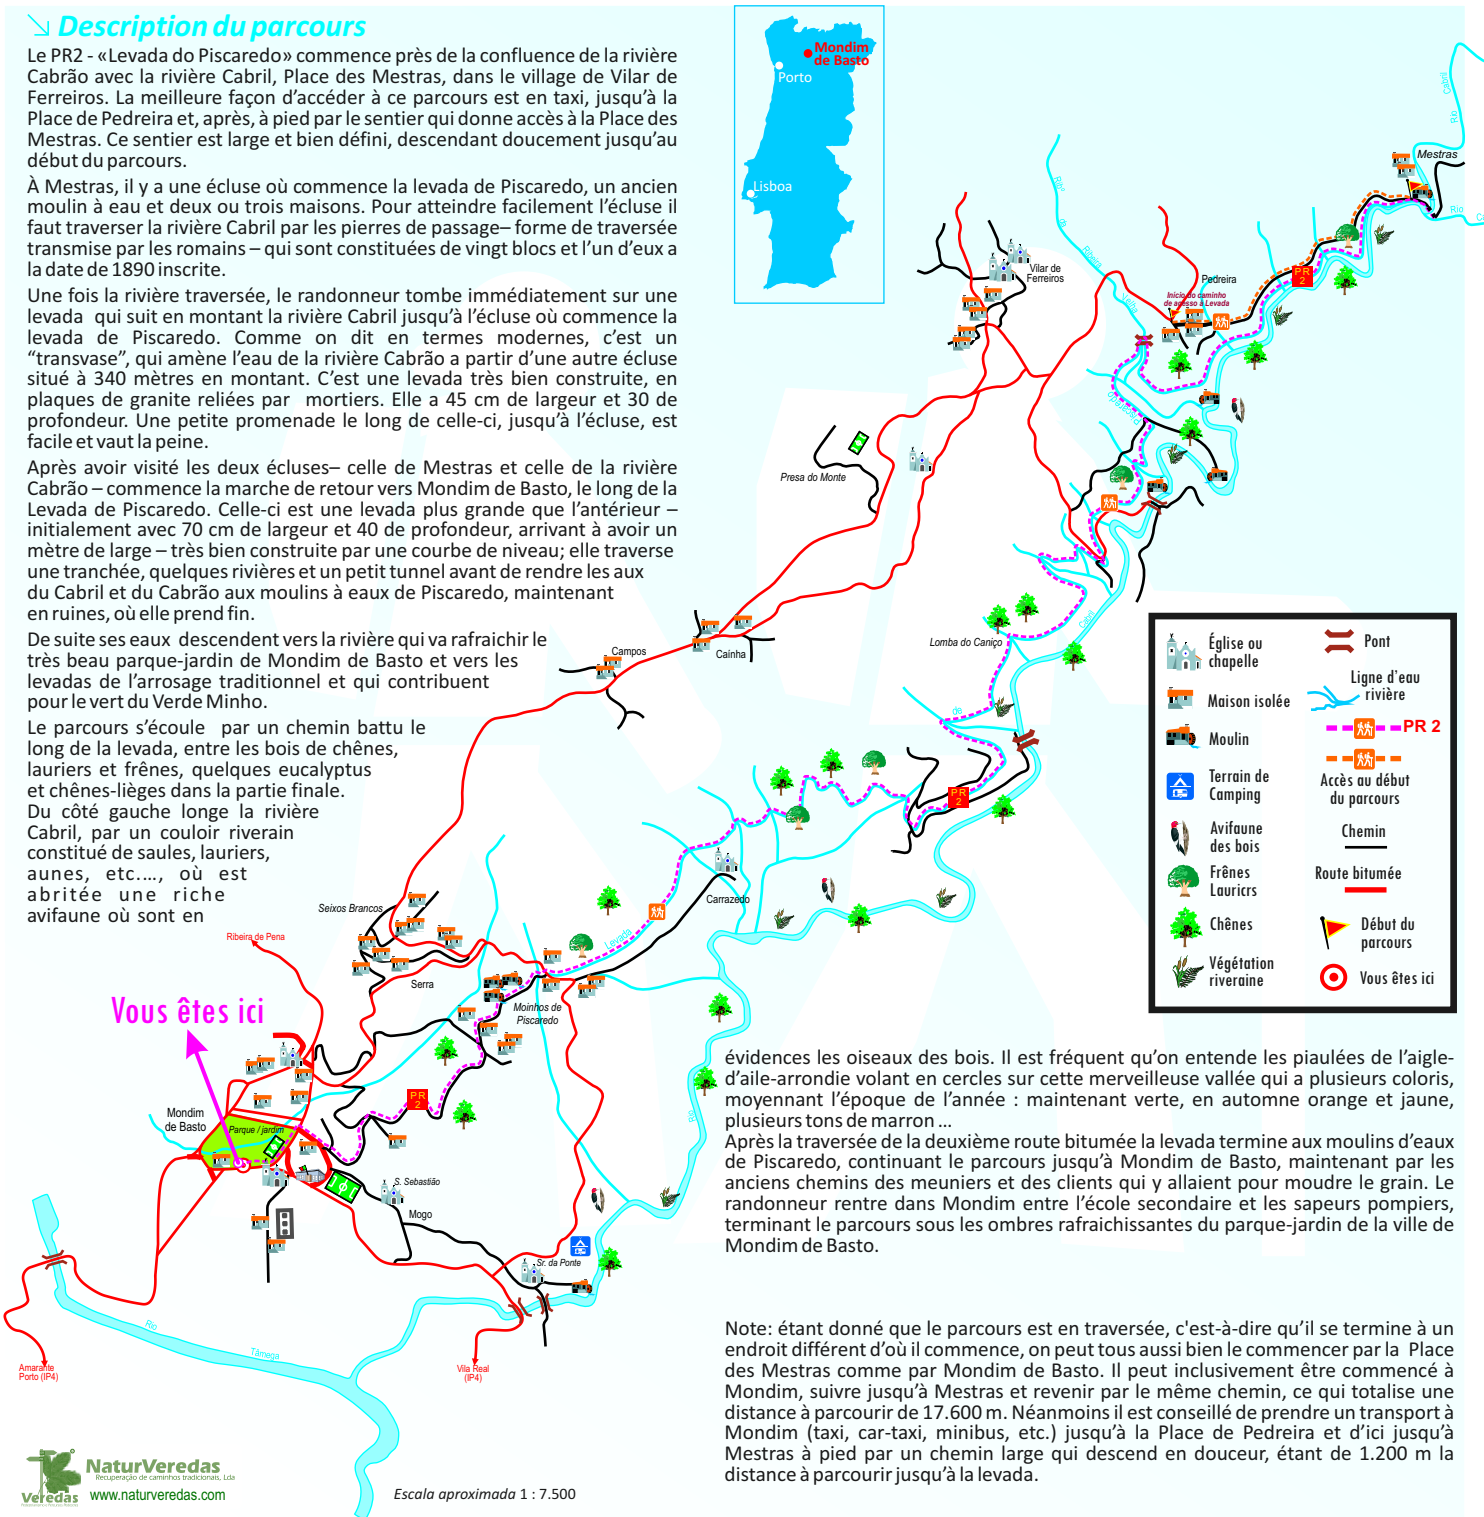 Description du parcours
Le PR2 - «Levada do Piscaredo» commence près de la confluence de la rivière
Cabrão avec la rivière Cabril, Place des Mestras, dans le village de Vilar de
Ferreiros. La meilleure façon d'accéder à ce parcours est en taxi, jusqu'à la
Place de Pedreira et, après, à pied par le sentier qui donne accès à la Place des
Mestras. Ce sentier est large et bien défini, descendant doucement jusqu'au
début du parcours.
À Mestras, il y a une écluse où commence la levada de Piscaredo, un ancien
moulin à eau et deux ou trois maisons. Pour atteindre facilement l'écluse il
faut traverser la rivière Cabril par les pierres de passage– forme de traversée
transmise par les romains – qui sont constituées de vingt blocs et l'un d'eux a
la date de 1890 inscrite.
Une fois la rivière traversée, le randonneur tombe immédiatement sur une
levada qui suit en montant la rivière Cabril jusqu'à l'écluse où commence la
levada de Piscaredo. Comme on dit en termes modernes, c'est un
“transvase”, qui amène l'eau de la rivière Cabrão a partir d'une autre écluse
situé à 340 mètres en montant. C'est une levada très bien construite, en
plaques de granite reliées par mortiers. Elle a 45 cm de largeur et 30 de
profondeur. Une petite promenade le long de celle-ci, jusqu'à l'écluse, est
facile et vaut la peine.
Après avoir visité les deux écluses– celle de Mestras et celle de la rivière
Cabrão – commence la marche de retour vers Mondim de Basto, le long de la
Levada de Piscaredo. Celle-ci est une levada plus grande que l'antérieur –
initialement avec 70 cm de largeur et 40 de profondeur, arrivant à avoir un
mètre de large – très bien construite par une courbe de niveau; elle traverse
une tranchée, quelques rivières et un petit tunnel avant de rendre les aux
du Cabril et du Cabrão aux moulins à eaux de Piscaredo, maintenant
en ruines, où elle prend fin.
De suite ses eaux descendent vers la rivière qui va rafraichir le
très beau parque-jardin de Mondim de Basto et vers les
levadas de l'arrosage traditionnel et qui contribuent
pour le vert du Verde Minho.
Le parcours s'écoule par un chemin battu le
long de la levada, entre les bois de chênes,
lauriers et frênes, quelques eucalyptus
et chênes-lièges dans la partie finale.
Du côté gauche longe la rivière
Cabril, par un couloir riverain
constitué de saules, lauriers,
aunes, etc...., où est
abritée une riche
avifaune où sont en
Mondim
de Basto
Porto
Lisboa
Rio
Cabril
Mestras
Rio
Ribeira
Pedreira
PR
2
Início do caminho
de acesso à Levada
Vilar de
Ferreiros
Presa do Monte
Piscaredo
Cabril
Lomba do Caniço
de
PR
2
Campos
Caínha
Carrazedo
Levada
Seixos Brancos
Ribeira de Pena
Serra
Moinhos de
Piscaredo
Vous êtes ici
PR
2
Mondim
de Basto
Parque / jardim
S. Sebastião
Mogo
Sr. da Ponte
Rio
Rio
Tâmega
Amarante
Porto (IP4)
Vila Real
(IP4)
Église ou
chapelle
Maison isolée
Moulin
Terrain de
Camping
Avifaune
des bois
Frênes
Lauricrs
Chênes
Végétation
riveraine
Pont
Ligne d'eau
rivière
PR 2
Accès au début
du parcours
Chemin
Route bitumée
Début du
parcours
Vous êtes ici
évidences les oiseaux des bois. Il est fréquent qu'on entende les piaulées de l'aigle-
d'aile-arrondie volant en cercles sur cette merveilleuse vallée qui a plusieurs coloris,
moyennant l'époque de l'année : maintenant verte, en automne orange et jaune,
plusieurs tons de marron ...
Après la traversée de la deuxième route bitumée la levada termine aux moulins d'eaux
de Piscaredo, continuant le parcours jusqu'à Mondim de Basto, maintenant par les
anciens chemins des meuniers et des clients qui y allaient pour moudre le grain. Le
randonneur rentre dans Mondim entre l'école secondaire et les sapeurs pompiers,
terminant le parcours sous les ombres rafraichissantes du parque-jardin de la ville de
Mondim de Basto.
Note: étant donné que le parcours est en traversée, c'est-à-dire qu'il se termine à un
endroit différent d'où il commence, on peut tous aussi bien le commencer par la Place
des Mestras comme par Mondim de Basto. Il peut inclusivement être commencé à
Mondim, suivre jusqu'à Mestras et revenir par le même chemin, ce qui totalise une
distance à parcourir de 17.600 m. Néanmoins il est conseillé de prendre un transport à
Mondim (taxi, car-taxi, minibus, etc.) jusqu'à la Place de Pedreira et d'ici jusqu'à
Mestras à pied par un chemin large qui descend en douceur, étant de 1.200 m la
distance à parcourir jusqu'à la levada.
NaturVeredas
Recuperação de caminhos tradicionais, Lda
Veredas
www.naturveredas.com
Escala aproximada 1 : 7.500